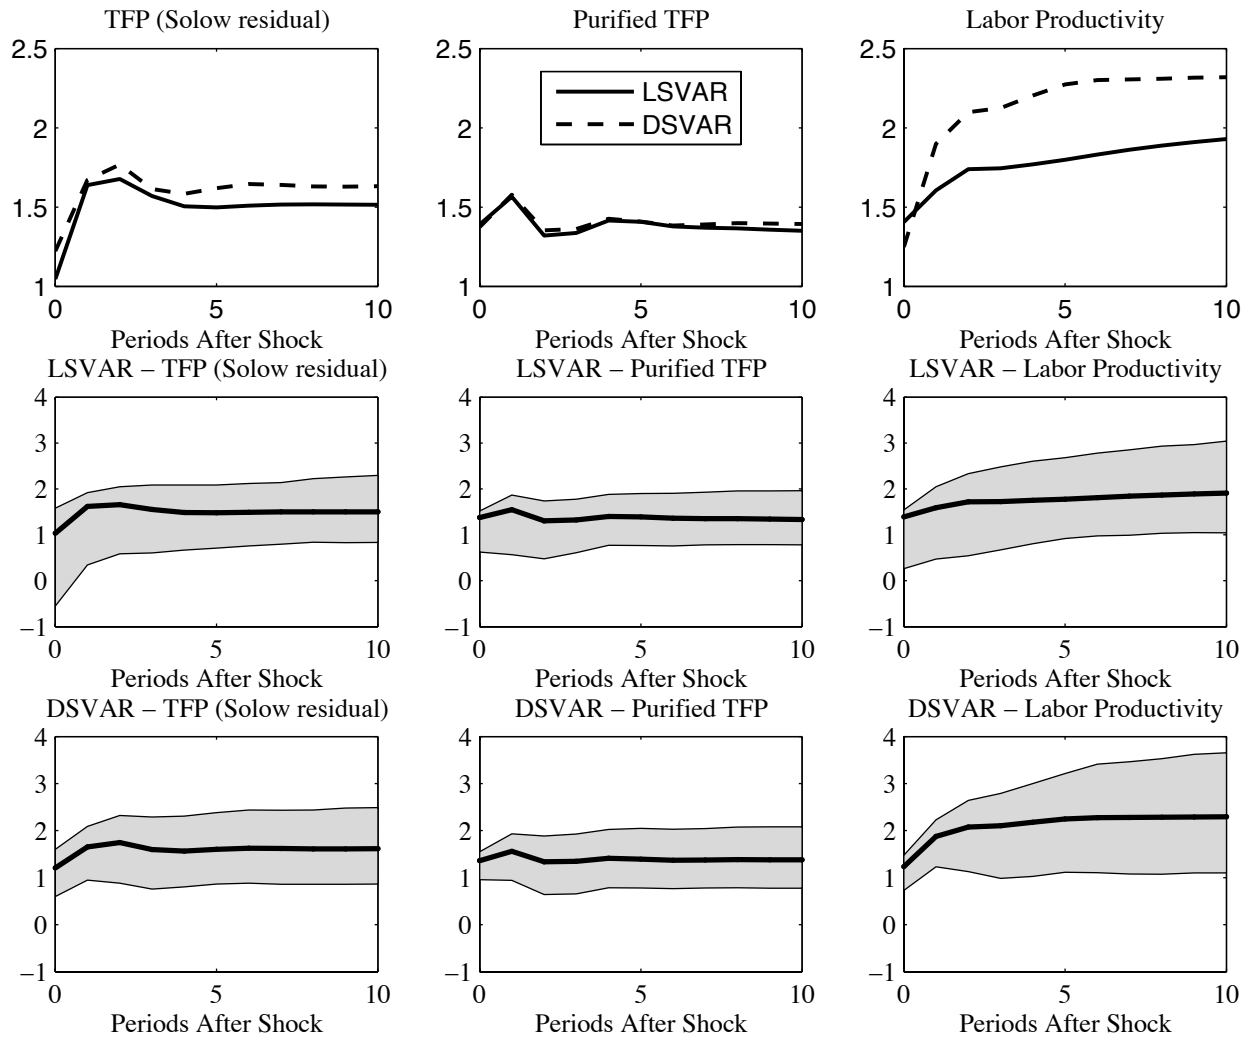 TFP (Solow residual) Purified TFP Labor Productivity
2.5 2.5 2.5
LSVAR
DSVAR
2 2 2
1.5 1.5 1.5
1 1 1
0 5 10 0 5 10 0 5 10
Periods After Shock Periods After Shock Periods After Shock
LSVAR – TFP (Solow residual) LSVAR – Purified TFP LSVAR – Labor Productivity
4 4 4
3 3 3
2 2 2
1 1 1
0 0 0
–1 –1 –1
0 5 10 0 5 10 0 5 10
Periods After Shock Periods After Shock Periods After Shock
DSVAR – TFP (Solow residual) DSVAR – Purified TFP DSVAR – Labor Productivity
4 4 4
3 3 3
2 2 2
1 1 1
0 0 0
–1 –1 –1
0 5 10 0 5 10 0 5 10
Periods After Shock Periods After Shock Periods After Shock